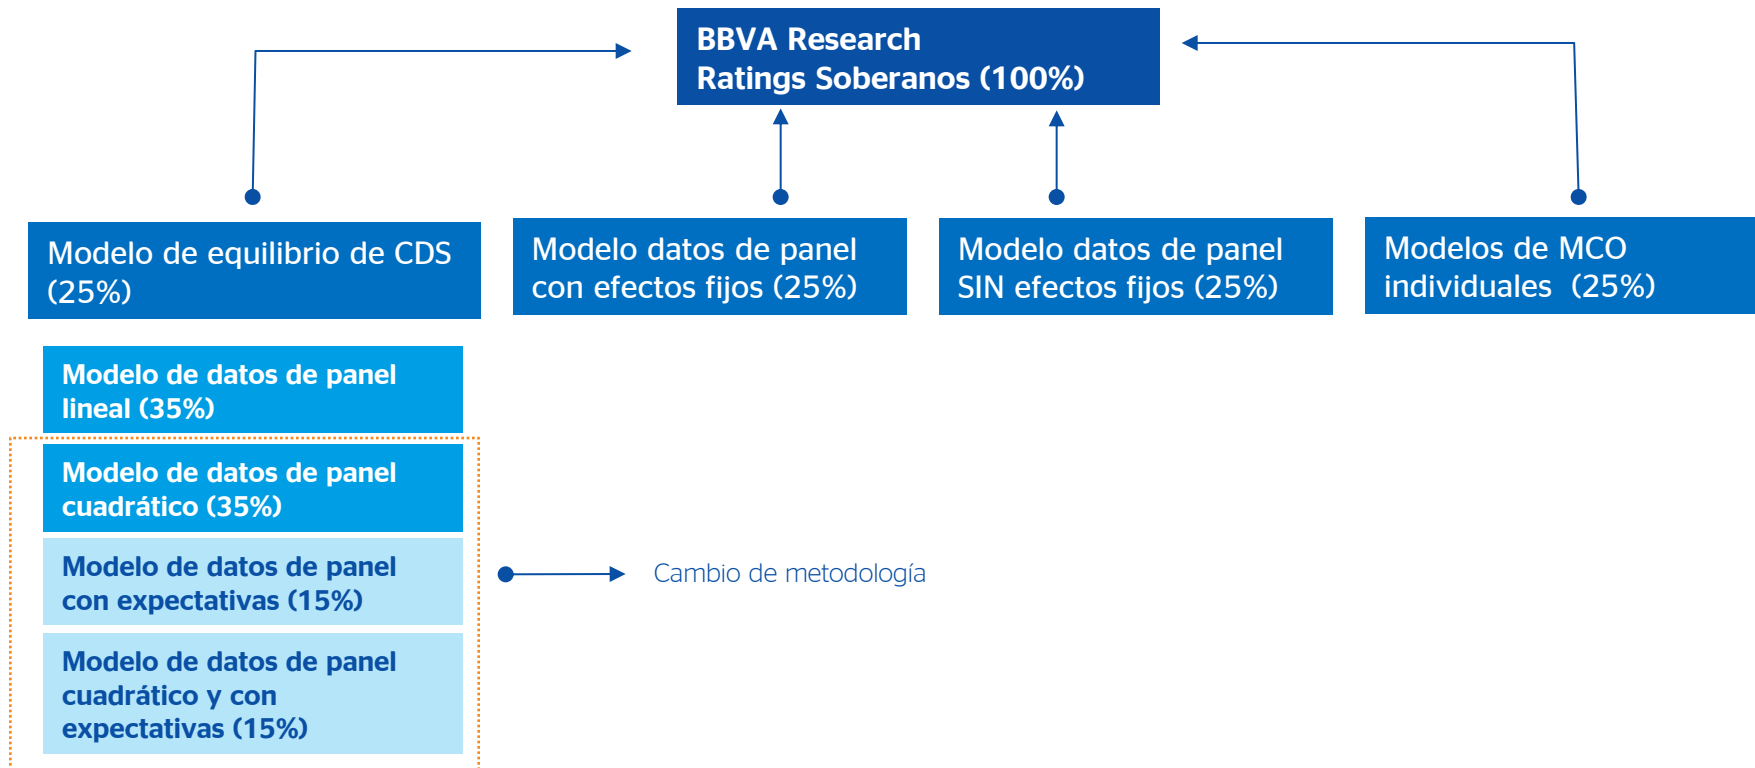 BBVA Research
Ratings Soberanos (100%)
Modelo de equilibrio de CDS
(25%)
Modelo datos de panel
con efectos fijos (25%)
Modelo datos de panel
SIN efectos fijos (25%)
Modelos de MCO
individuales (25%)
Modelo de datos de panel
lineal (35%)
Modelo de datos de panel
cuadrático (35%)
Modelo de datos de panel
con expectativas (15%)
Cambio de metodología
Modelo de datos de panel
cuadrático y con
expectativas (15%)